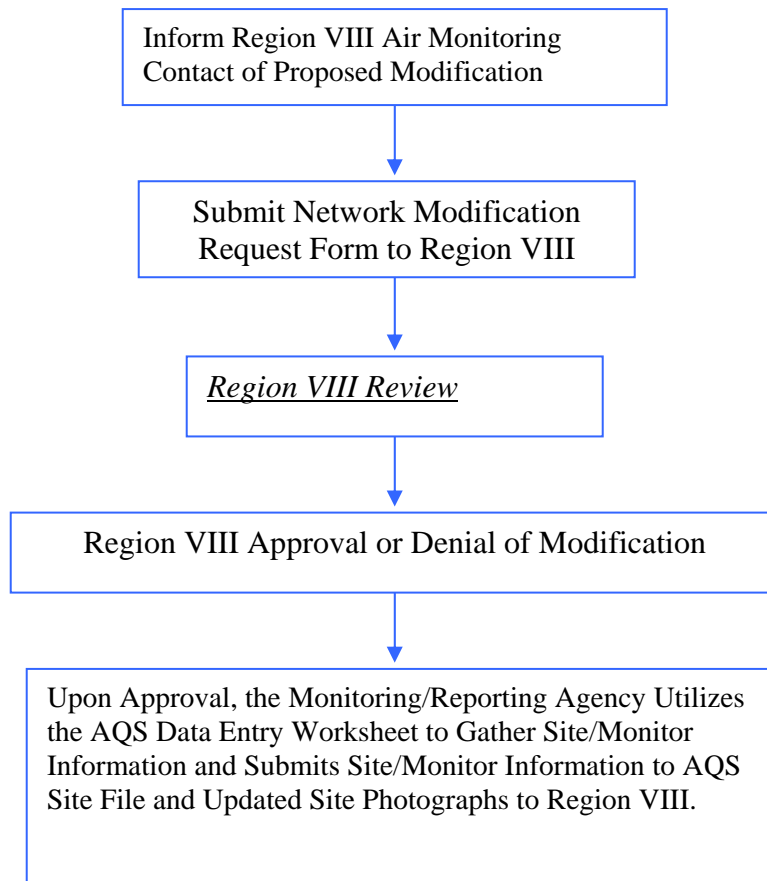 Inform Region VIII Air Monitoring
Contact of Proposed Modification
Submit Network Modification
Request Form to Region VIII
Region VIII Review
Region VIII Approval or Denial of Modification
Upon Approval, the Monitoring/Reporting Agency Utilizes
the AQS Data Entry Worksheet to Gather Site/Monitor
Information and Submits Site/Monitor Information to AQS
Site File and Updated Site Photographs to Region VIII.